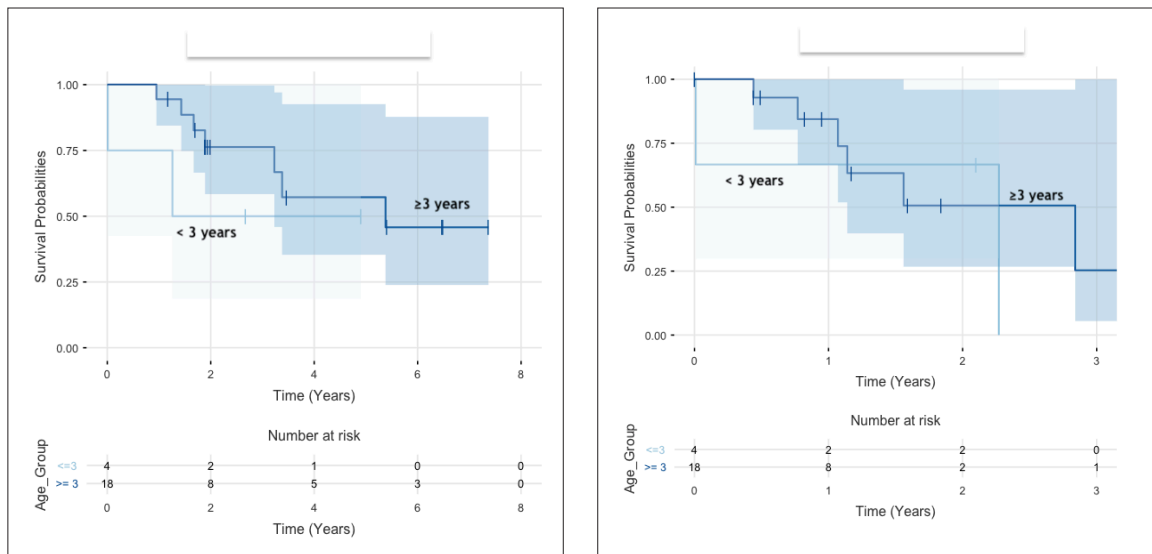 1.00
0.75
0.50
0.25
0.00
Survival Probabilities
≥3 years
< 3 years
0 2 4 6 8
Time (Years)
Number at risk
Age_Group
<=3 4 2 1 0 0
>= 3 18 8 5 3 0
0 2 4 6 8
Time (Years)
1.00
0.75
0.50
0.25
0.00
Survival Probabilities
< 3 years
≥3 years
0 1 2 3
Time (Years)
Number at risk
Age_Group
<=3 4 2 2 0
>= 3 18 8 2 1
0 1 2 3
Time (Years)